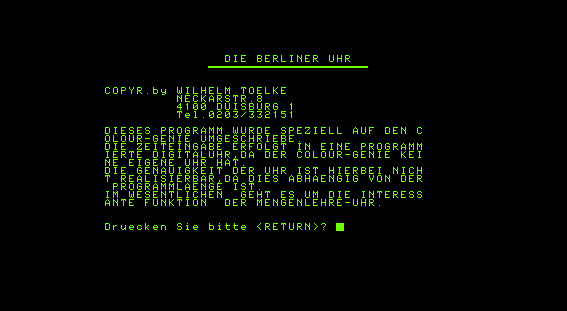 DIE BERLINER UHR
COPYR.by WILHELM TOELKE
NECKARSTR.8
4100 DUISBURG 1
Tel.0203/332151
DIESES PROGRAMM WURDE SPEZIELL AUF DEN C
OLOUR-GENIE UMGESCHRIEBE.
DIE ZEITEINGABE ERFOLGT IN EINE PROGRAMM
IERTE DIGITALUHR,DA DER COLOUR-GENIE KEI
NE EIGENE UHR HAT.
DIE GENAUIGKEIT DER UHR IST HIERBEI NICH
T REALISIERBAR,DA DIES ABHAENGIG VON DER
PROGRAMMLAENGE IST.
IM WESENTLICHEN GEHT ES UM DIE INTERESS
ANTE FUNKTION DER MENGENLEHRE-UHR.
Druecken Sie bitte <RETURN>?